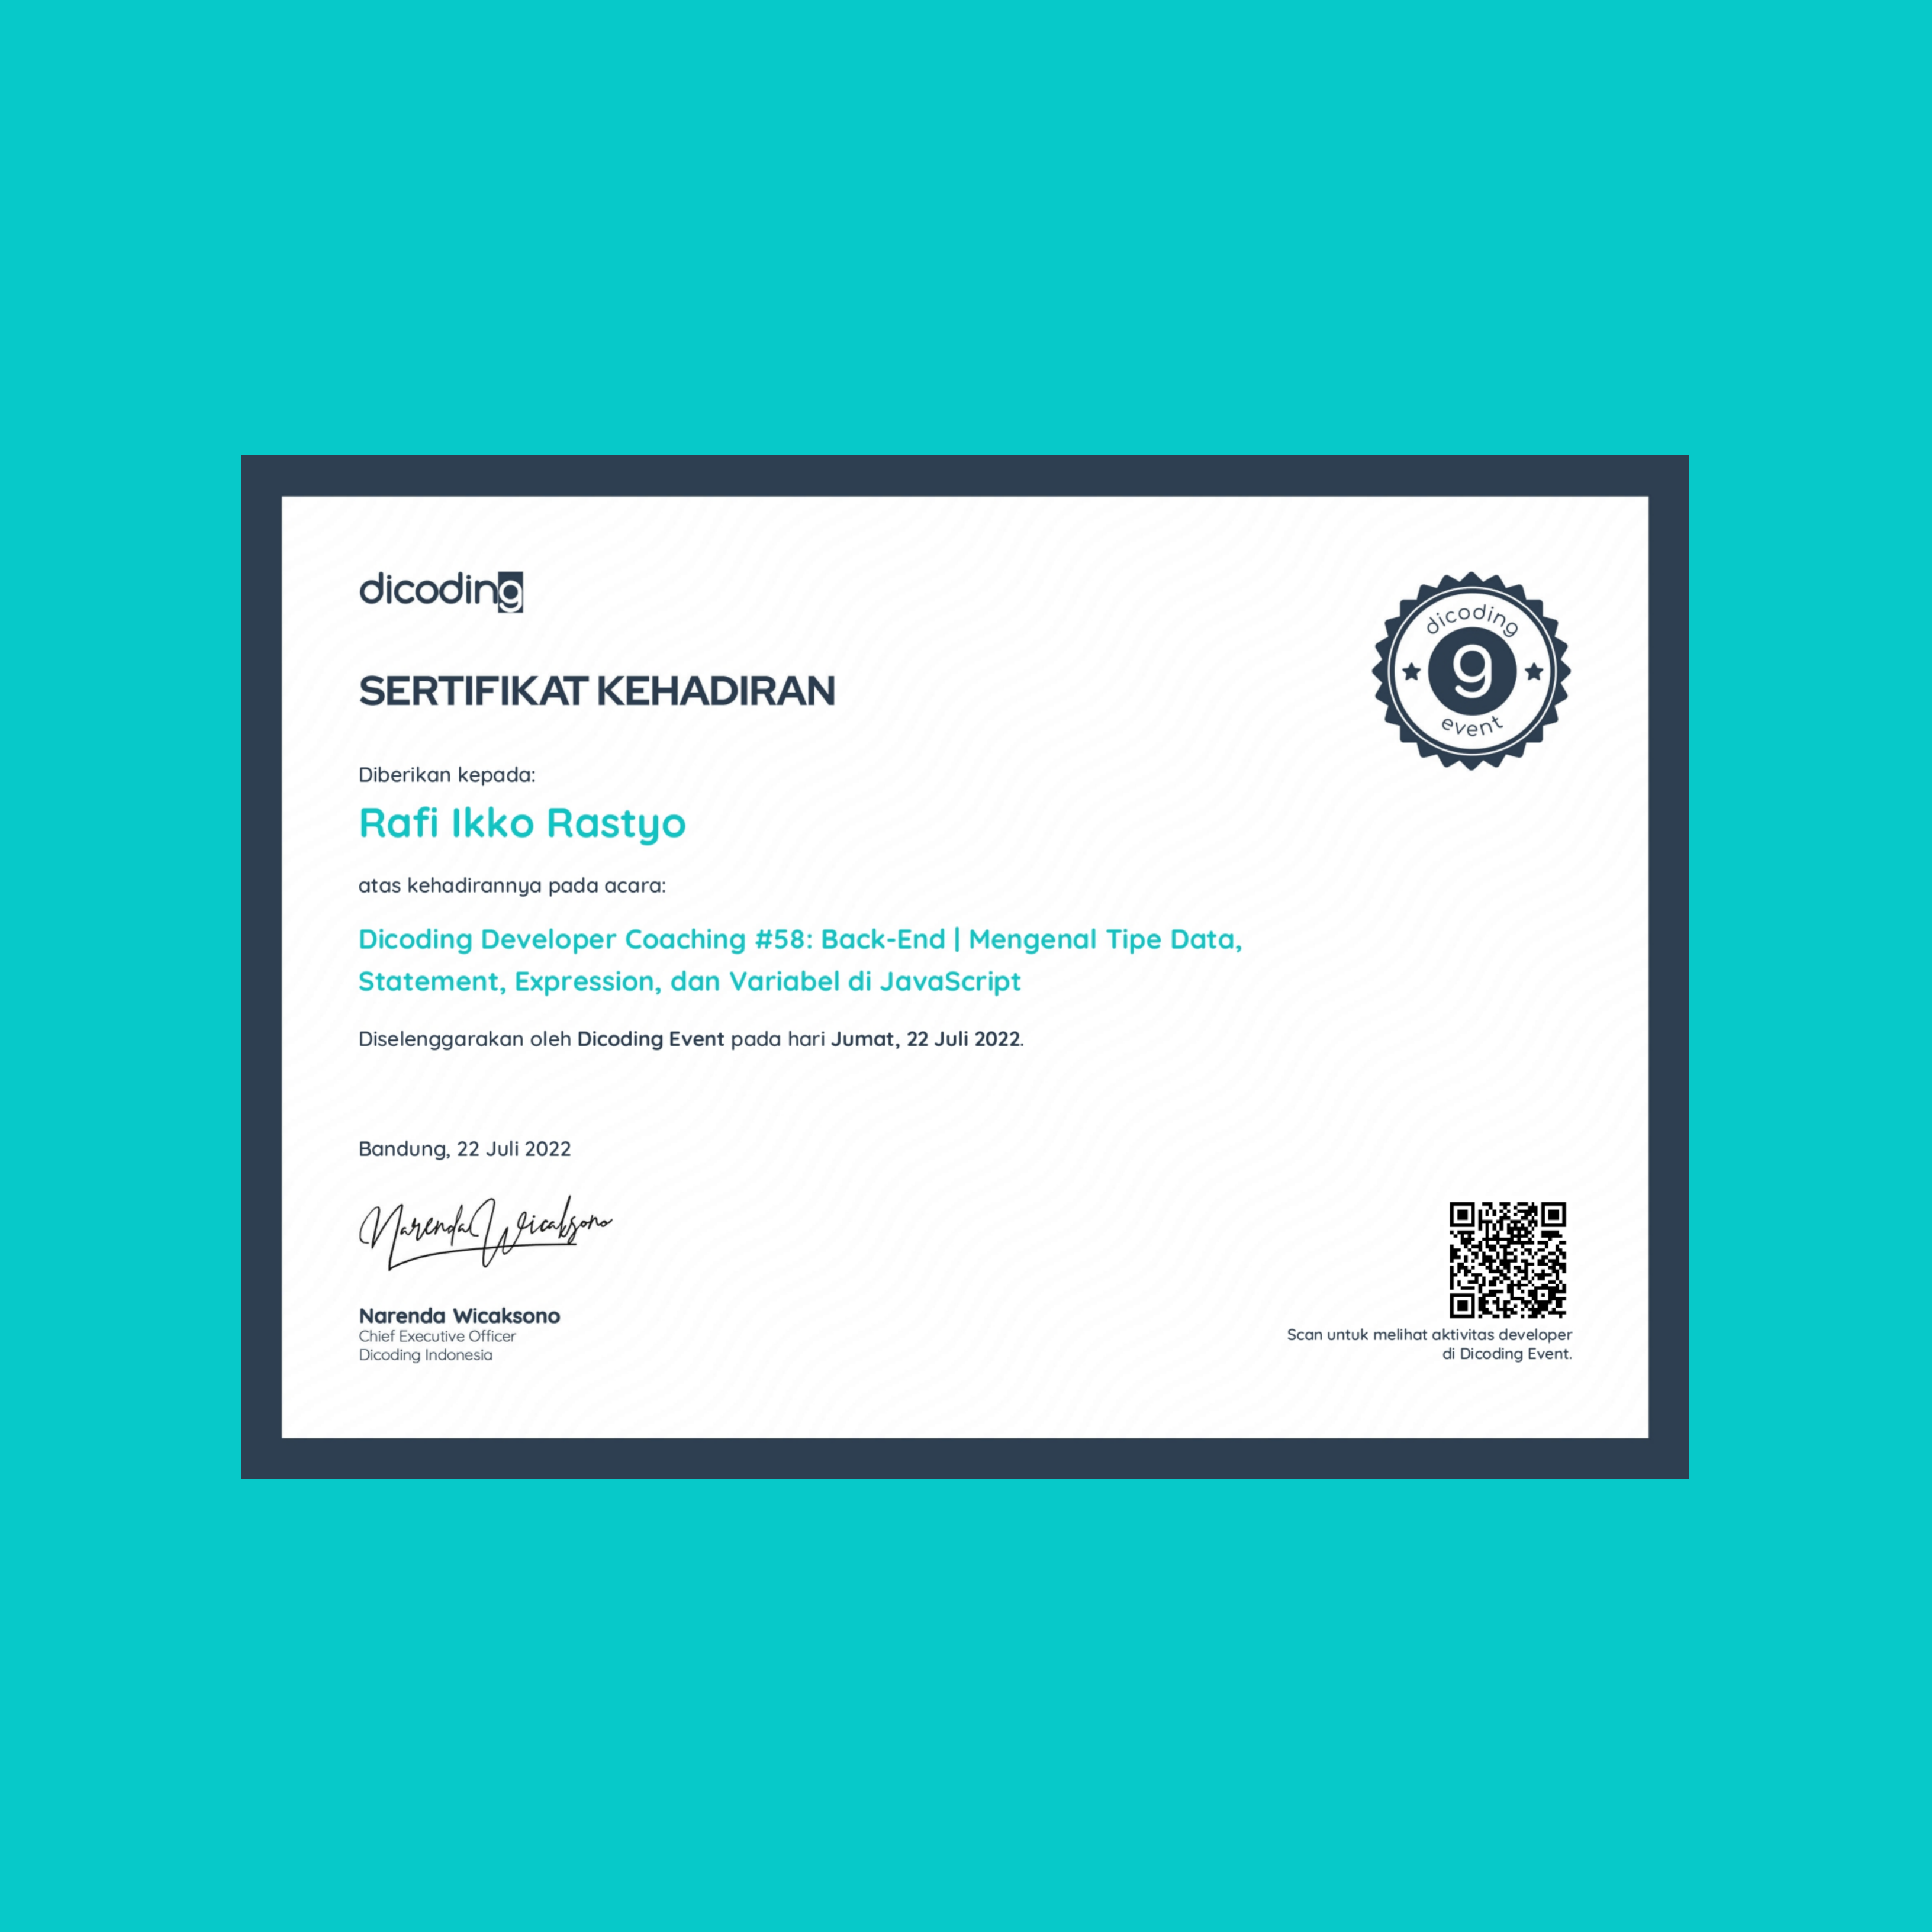 dicoding
SERTIFIKAT KEHADIRAN
dicoding
g
event
Diberikan kepada:
Rafi Ikko Rastyo
atas kehadirannya pada acara:
Dicoding Developer Coaching #58: Back-End | Mengenal Tipe Data,
Statement, Expression, dan Variabel di JavaScript
Diselenggarakan oleh Dicoding Event pada hari Jumat, 22 Juli 2022.
Bandung, 22 Juli 2022
Narenda Wicaksono
Narenda Wicaksono
Chief Executive Officer
Dicoding Indonesia
Scan untuk melihat aktivitas developer
di Dicoding Event.